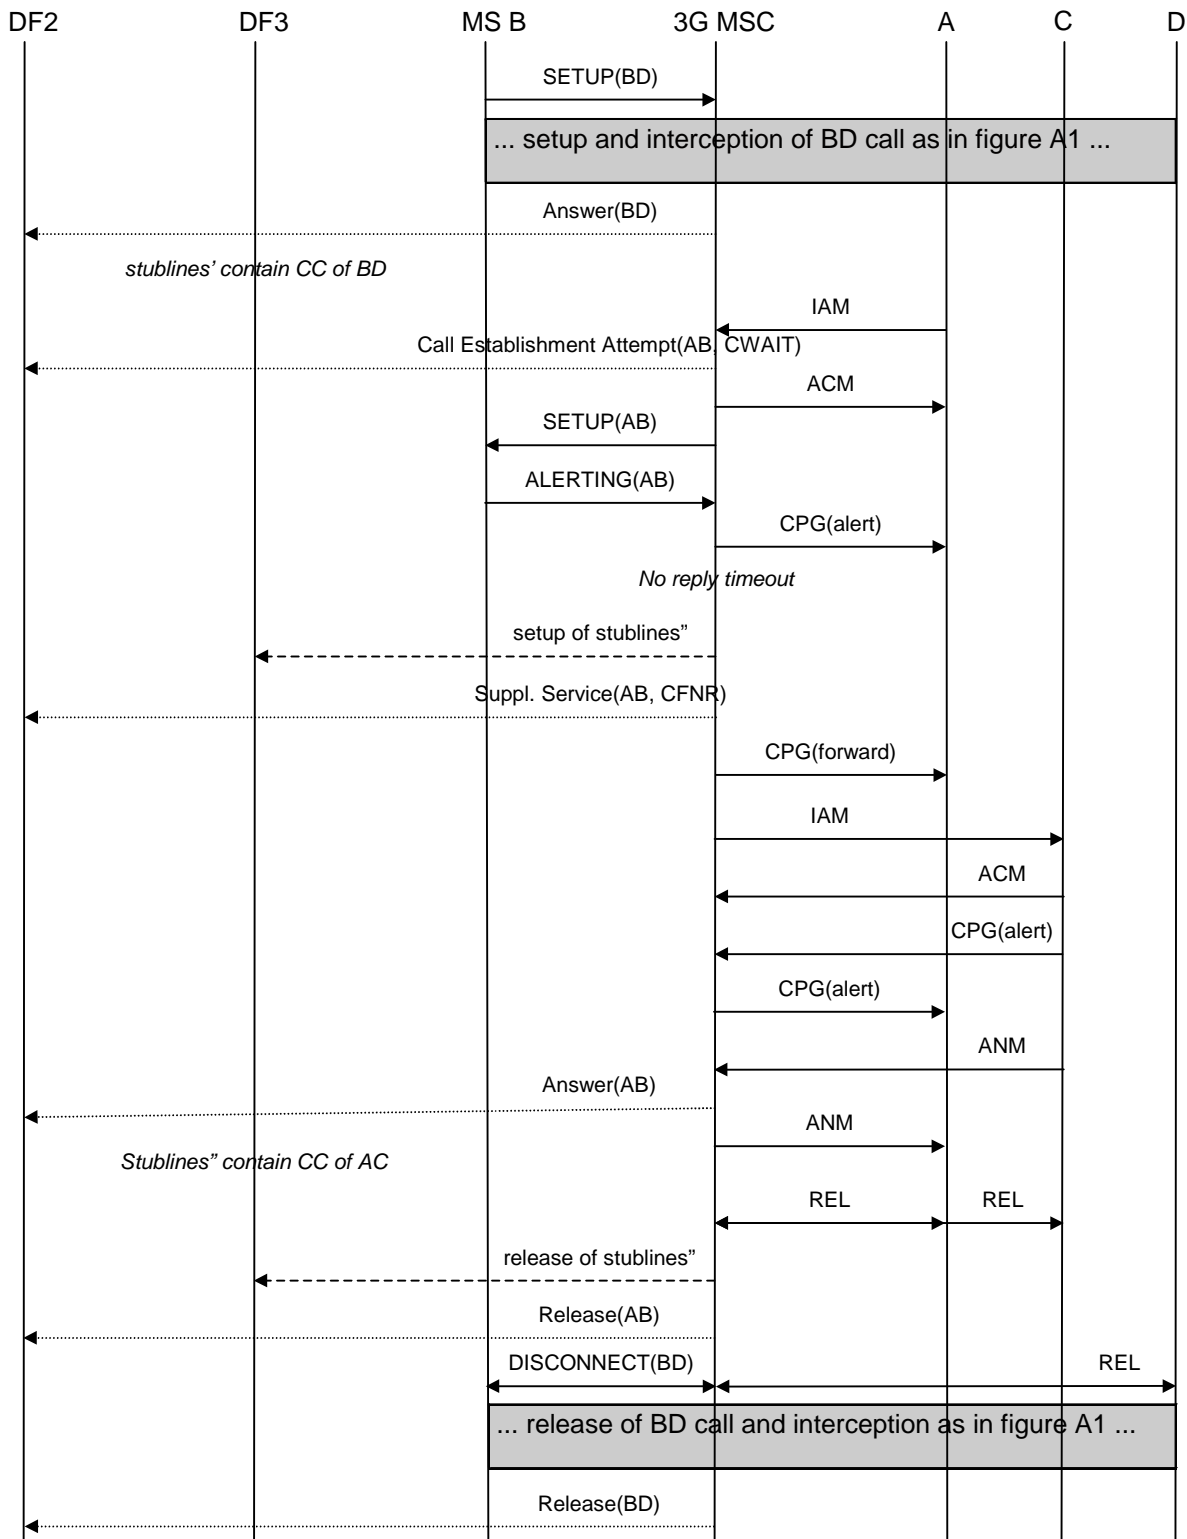 DF2 DF3 MS B 3G MSC A C D
SETUP(BD)
... setup and interception of BD call as in figure A1 ...
Answer(BD)
stublines’ contain CC of BD
IAM
Call Establishment Attempt(AB, CWAIT)
ACM
SETUP(AB)
ALERTING(AB)
CPG(alert)
No reply timeout
setup of stublines”
Suppl. Service(AB, CFNR)
CPG(forward)
IAM
ACM
CPG(alert)
CPG(alert)
ANM
Answer(AB)
ANM
Stublines” contain CC of AC
REL REL
release of stublines”
Release(AB)
DISCONNECT(BD) REL
... release of BD call and interception as in figure A1 ...
Release(BD)